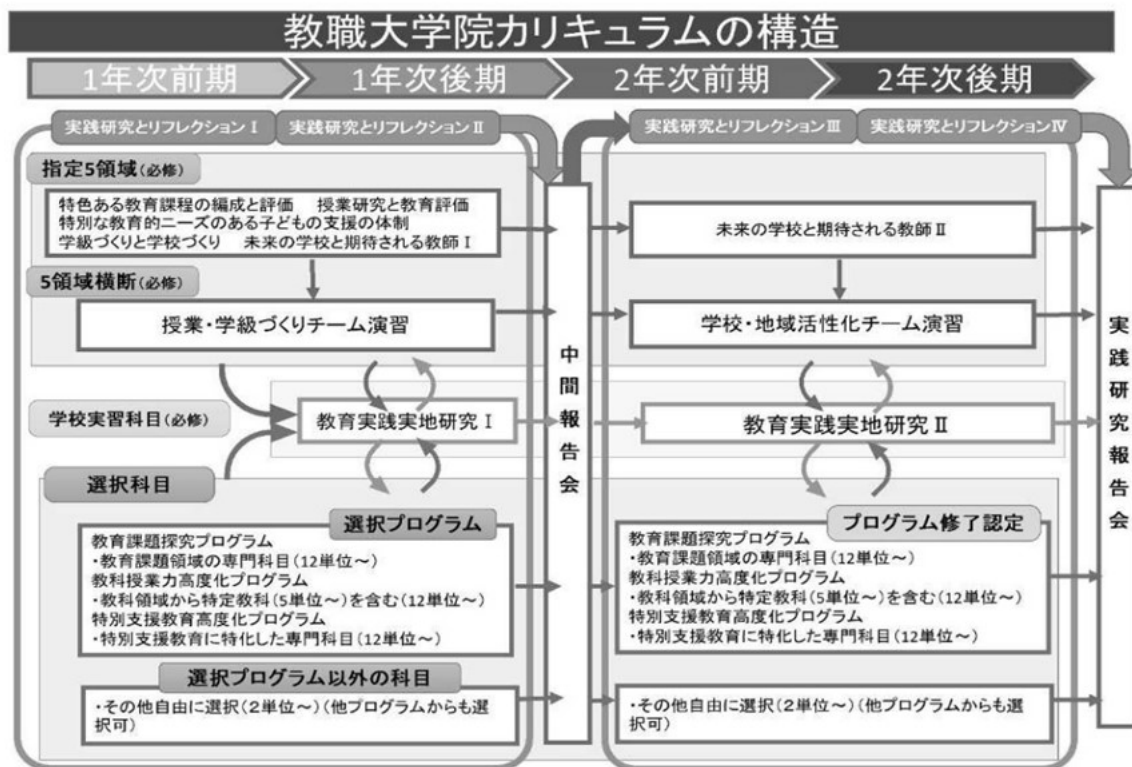 教職大学院カリキュラムの構造
1年次前期
1年次後期
2年次前期
2年次後期
実践研究とリフレクションⅠ
実践研究とリフレクションⅡ
実践研究とリフレクションⅢ
実践研究とリフレクションⅣ
指定5領域(必修)
特色ある教育課程の編成と評価 授業研究と教育評価
特別な教育的ニーズのある子どもの支援の体制
学級づくりと学校づくり 未来の学校と期待される教師Ⅰ
5領域横断(必修)
授業・学級づくりチーム演習
学校実習科目(必修)
教育実践実地研究Ⅰ
選択科目
選択プログラム
教育課題探究プログラム
・教育課題領域の専門科目(12単位～)
教科授業力高度化プログラム
・教科領域から特定教科(5単位～)を含む(12単位～)
特別支援教育高度化プログラム
・特別支援教育に特化した専門科目(12単位～)
選択プログラム以外の科目
・その他自由に選択(2単位～)(他プログラムからも選
択可)
中間報告会
未来の学校と期待される教師Ⅱ
学校・地域活性化チーム演習
教育実践実地研究Ⅱ
プログラム修了認定
教育課題探究プログラム
・教育課題領域の専門科目(12単位～)
教科授業力高度化プログラム
・教科領域から特定教科(5単位～)を含む(12単位～)
特別支援教育高度化プログラム
・特別支援教育に特化した専門科目(12単位～)
・その他自由に選択(2単位～)(他プログラムからも選
択可)
実践研究報告会